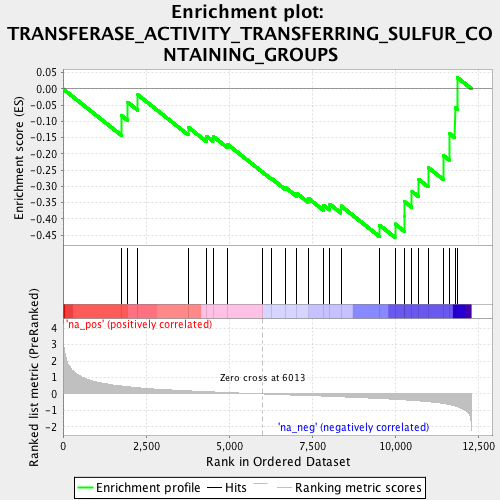 Enrichment plot:
TRANSFERASE_ACTIVITY_TRANSFERRING_SULFUR_CO
NTAINING_GROUPS
Enrichment score (ES)
0.05
0.00
-0.05
-0.10
-0.15
-0.20
-0.25
-0.30
-0.35
-0.40
-0.45
'na_pos' (positively correlated)
Ranked list metric (PreRanked)
4
3
2
1
0
-1
-2
Zero cross at 6013
'na_neg' (negatively correlated)
0
2,500
5,000
7,500
10,000
12,500
Rank in Ordered Dataset
Enrichment profile
Hits
Ranking metric scores